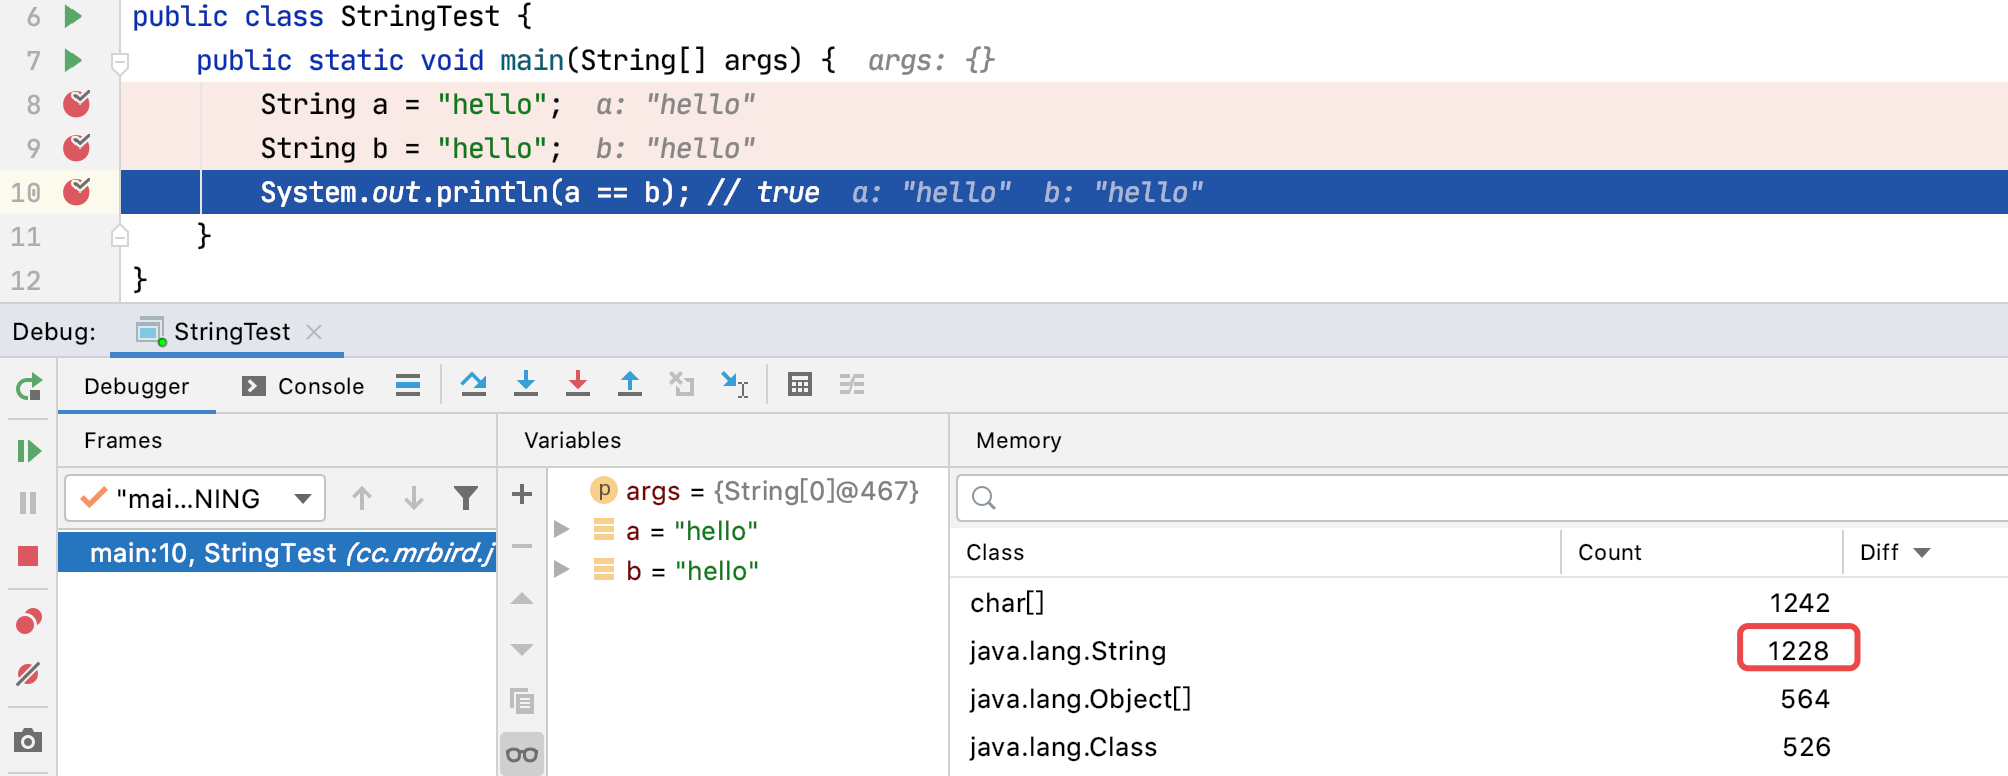 6 public class StringTest {
7 public static void main(String[] args) { args: {}
8 String a = "hello"; a: "hello"
9 String b = "hello"; b: "hello"
10 System.out.println(a == b); // true a: "hello" b: "hello"
11 }
12 }
Debug: StringTest
Debugger Console
Frames Variables Memory
"mai...NING
main:10, StringTest (cc.mrbird.j
p args = {String[0]@467}
a = "hello"
b = "hello"
Class Count Diff
char[] 1242
java.lang.String 1228
java.lang.Object[] 564
java.lang.Class 526